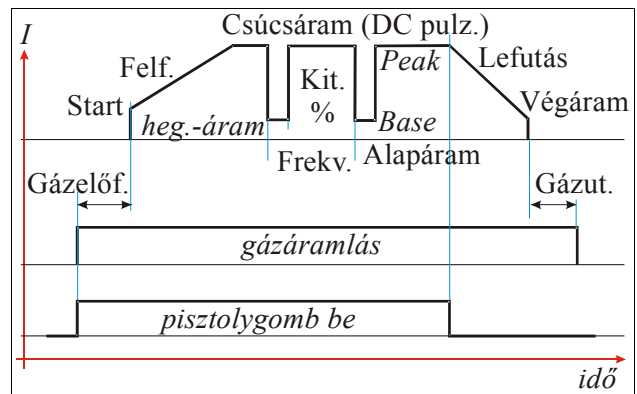 Csúcsáram (DC pulz.)
I
Felf.
Peak
Lefutás
Kit.
%
Start
Végáram
heg.-áram
Base
Frekv.
Alapáram
Gázelőf.
Gázut.
gázáramlás
pisztolygomb be
idő